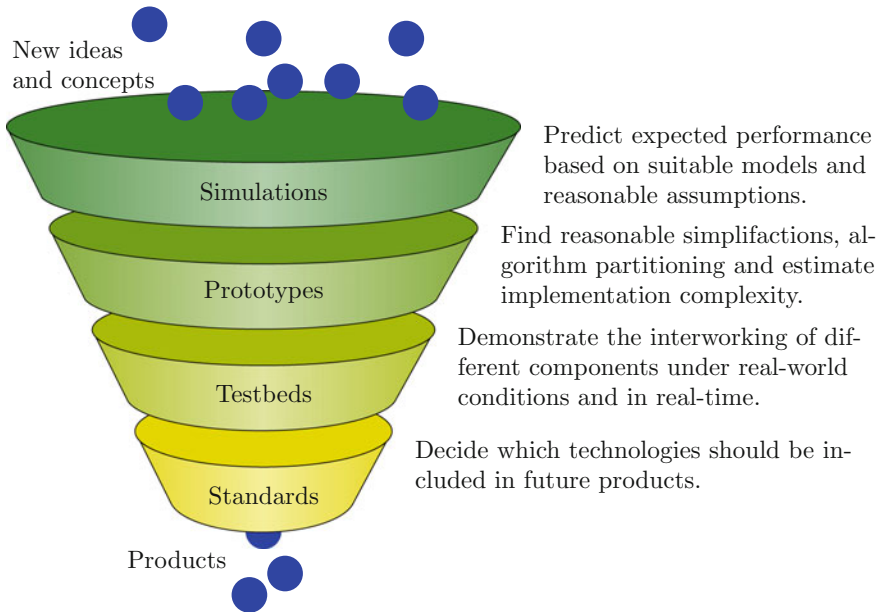 New ideas
and concepts
Simulations
Predict expected performance
based on suitable models and
reasonable assumptions.
Prototypes
Find reasonable simplifactions, al-
gorithm partitioning and estimate
implementation complexity.
Testbeds
Demonstrate the interworking of dif-
ferent components under real-world
conditions and in real-time.
Standards
Decide which technologies should be in-
cluded in future products.
Products